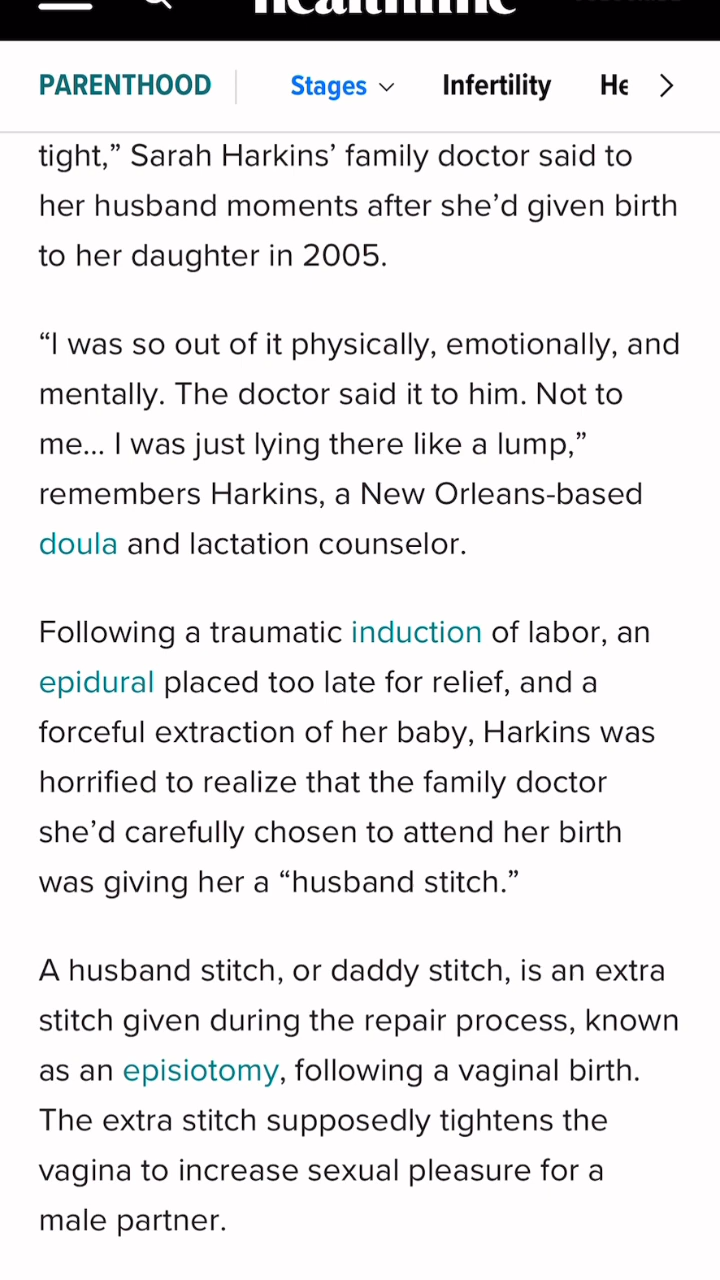 healthline
PARENTHOOD
Stages
Infertility
He
tight,” Sarah Harkins’ family doctor said to
her husband moments after she’d given birth
to her daughter in 2005.
“I was so out of it physically, emotionally, and
mentally. The doctor said it to him. Not to
me... I was just lying there like a lump,”
remembers Harkins, a New Orleans-based
doula and lactation counselor.
Following a traumatic induction of labor, an
epidural placed too late for relief, and a
forceful extraction of her baby, Harkins was
horrified to realize that the family doctor
she’d carefully chosen to attend her birth
was giving her a “husband stitch.”
A husband stitch, or daddy stitch, is an extra
stitch given during the repair process, known
as an episiotomy, following a vaginal birth.
The extra stitch supposedly tightens the
vagina to increase sexual pleasure for a
male partner.